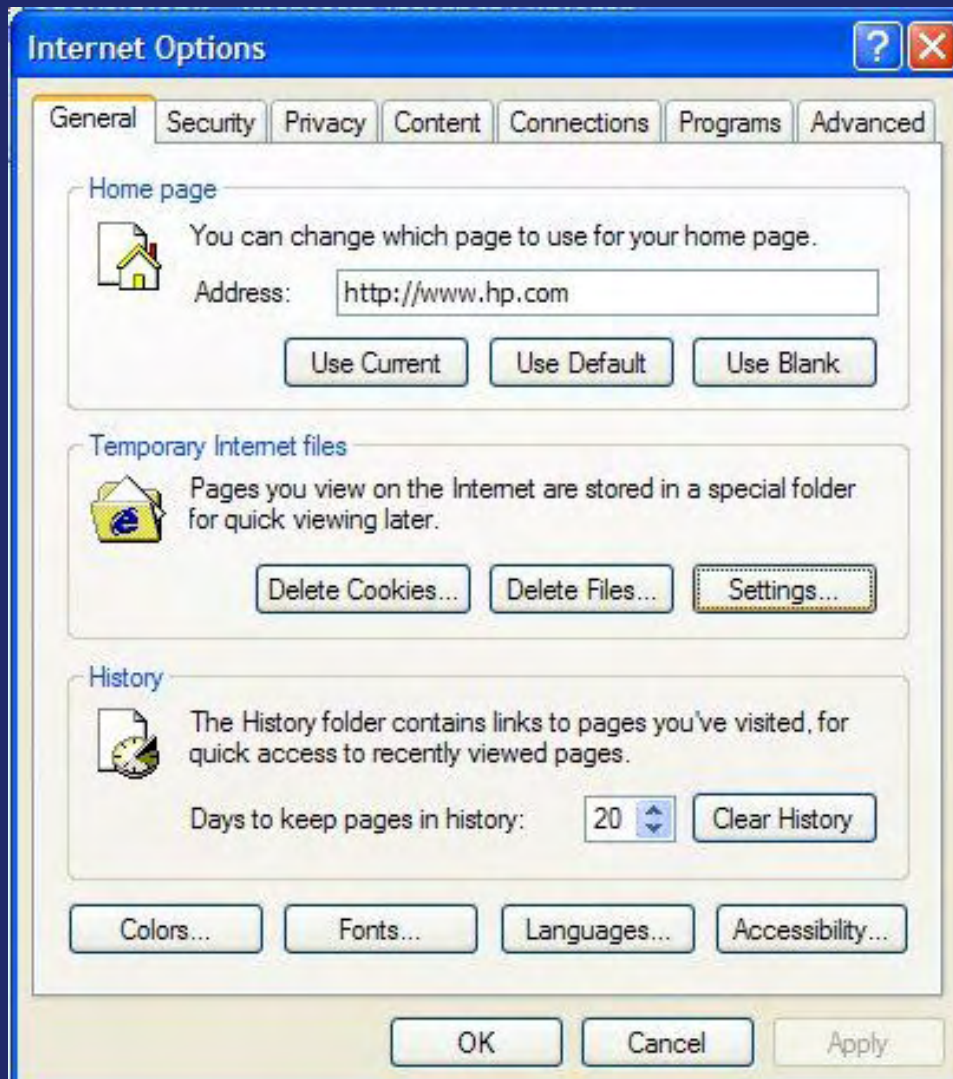 Internet Options
General Security Privacy Content Connections Programs Advanced
Home page
You can change which page to use for your home page.
Address: http://www.hp.com
Use Current Use Default Use Blank
Temporary Internet files
Pages you view on the Internet are stored in a special folder
for quick viewing later.
Delete Cookies... Delete Files... Settings...
History
The History folder contains links to pages you've visited, for
quick access to recently viewed pages.
Days to keep pages in history: 20 Clear History
Colors... Fonts... Languages... Accessibility...
OK Cancel Apply